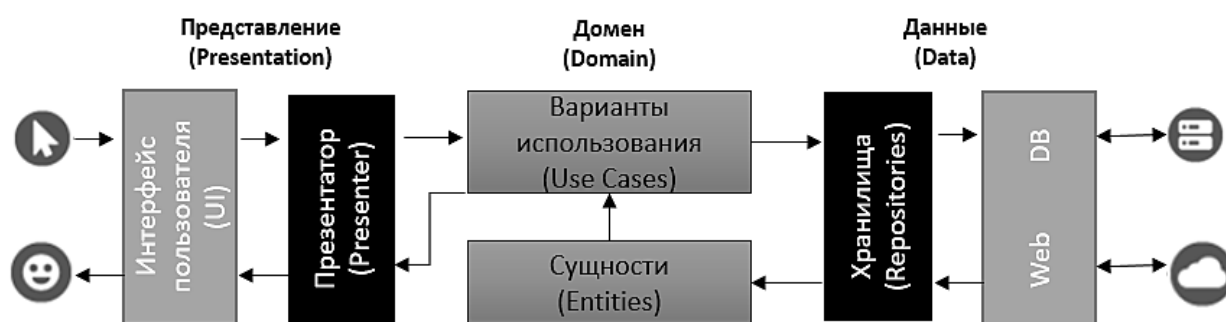 Представление
(Presentation)
Домен
(Domain)
Данные
(Data)
Интерфейс
пользователя
(UI)
Презентатор
(Presenter)
Варианты
использования
(Use Cases)
Сущности
(Entities)
Хранилища
(Repositories)
DB
Web